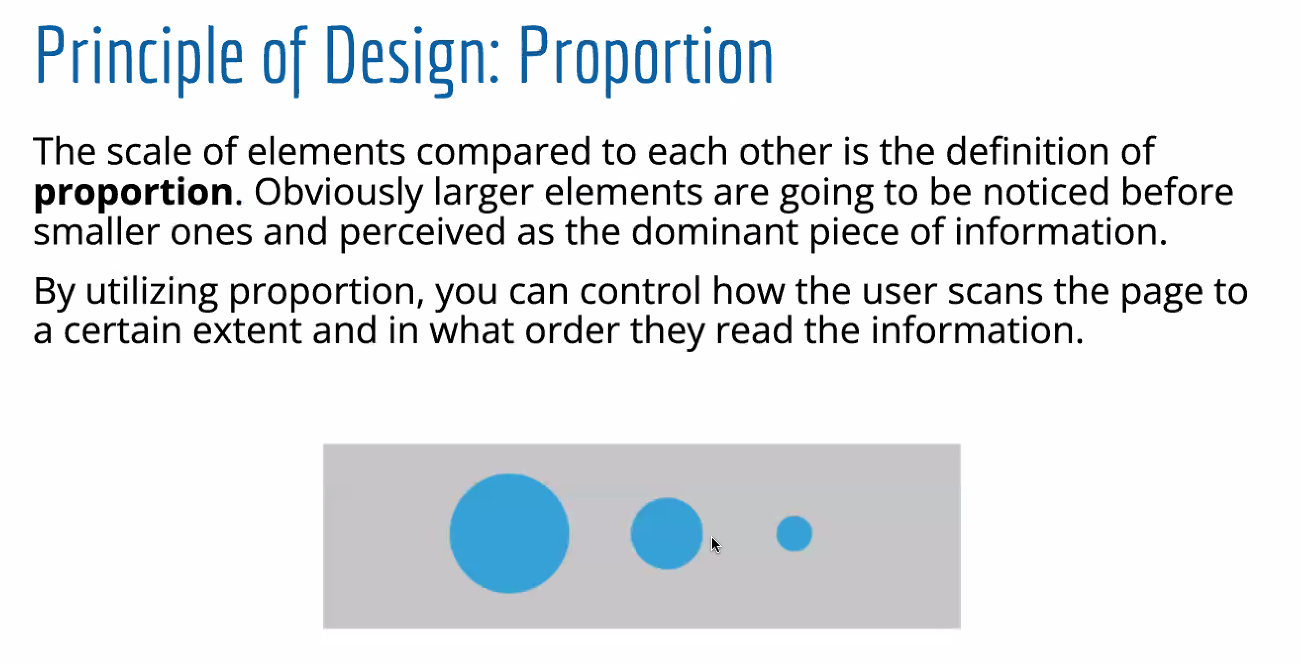 Principle of Design: Proportion
The scale of elements compared to each other is the definition of
proportion. Obviously larger elements are going to be noticed before
smaller ones and perceived as the dominant piece of information.
By utilizing proportion, you can control how the user scans the page to
a certain extent and in what order they read the information.